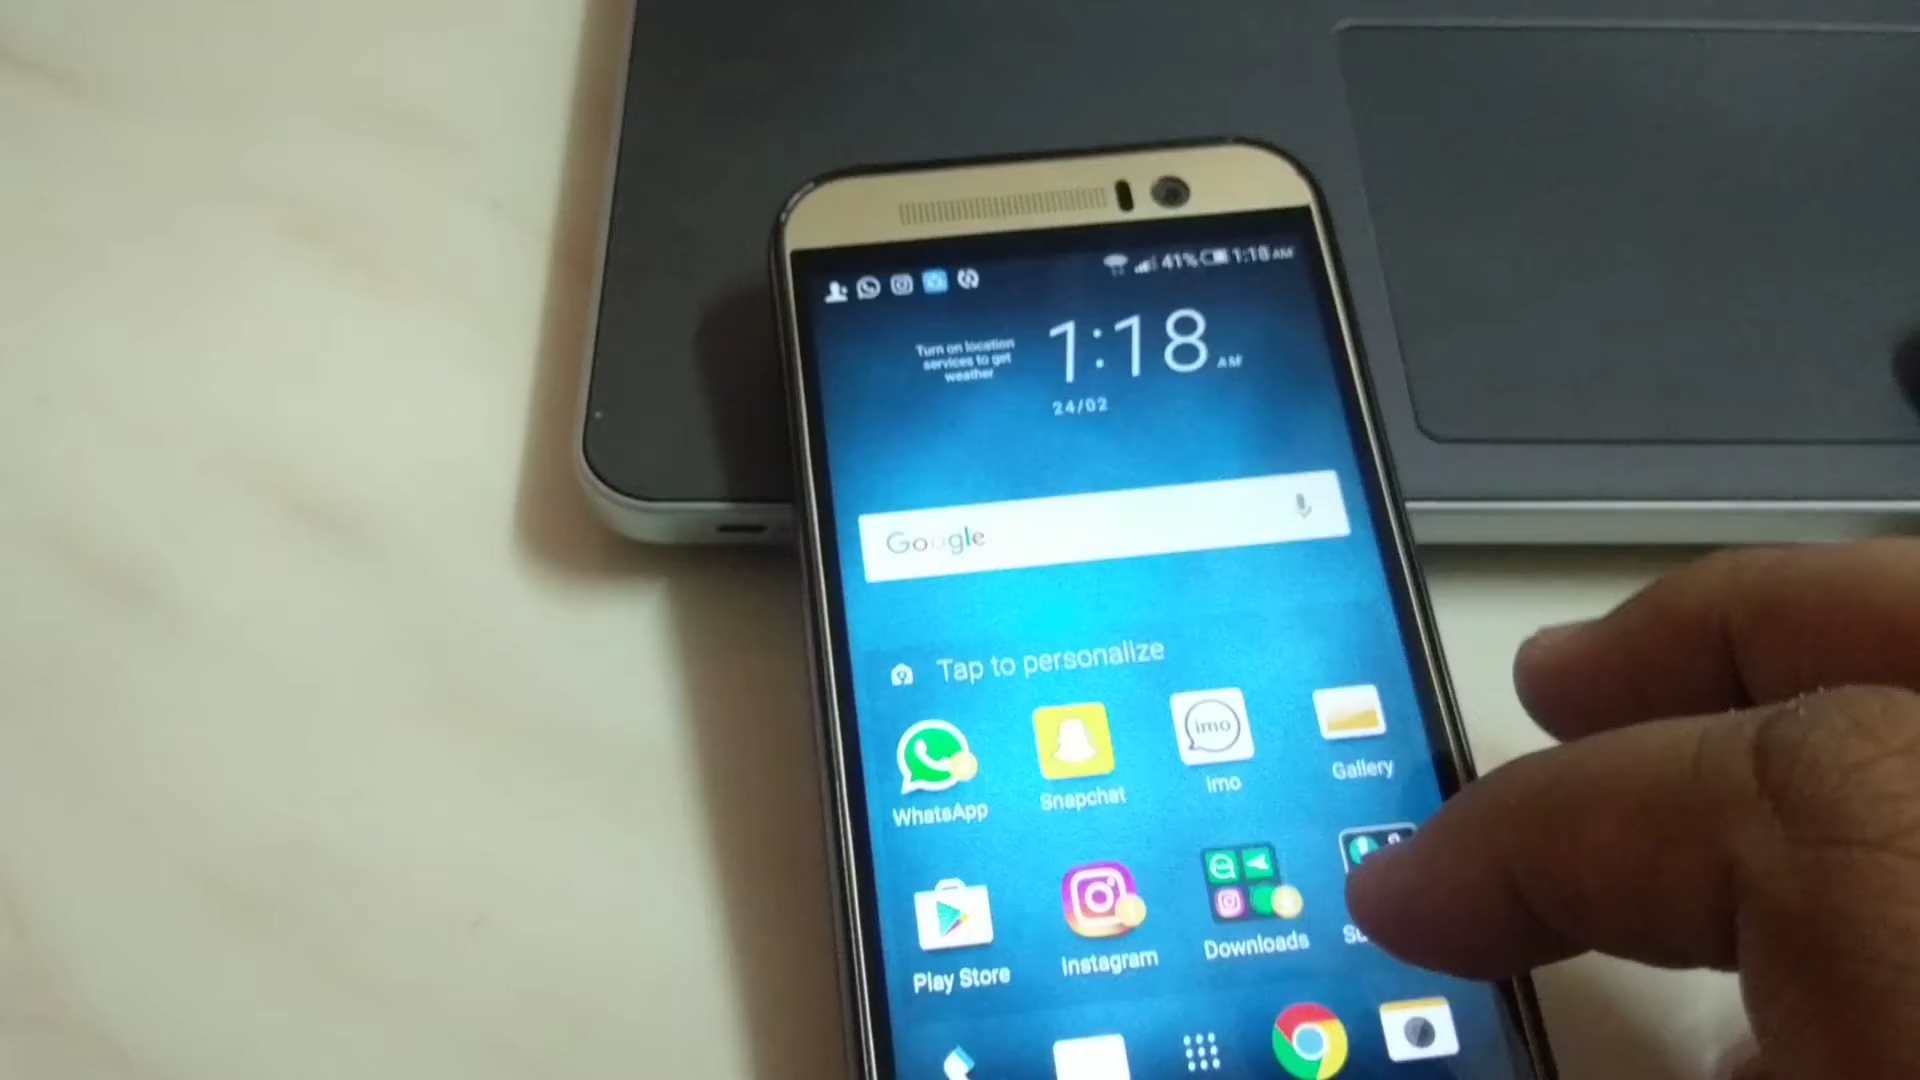 41% 1:18 AM
Turn on location
services to get
weather
1:18 AM
24/02
Google
Tap to personalize
imo
WhatsApp
Snapchat
imo
Gallery
Play Store
Instagram
Downloads